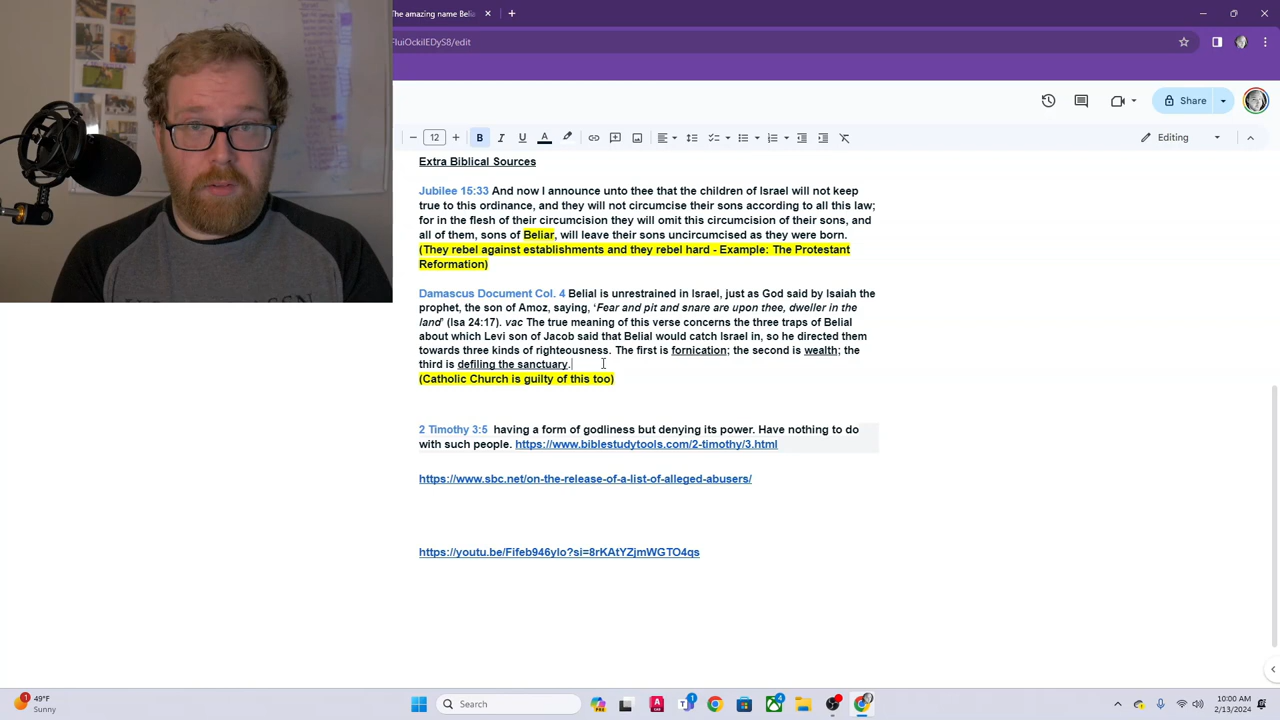 The amazing name Belia
FluiOckilEDyS8/edit
Share
12
B
I
U
A
Editing
Extra Biblical Sources
Jubilee 15:33 And now I announce unto thee that the children of Israel will not keep
true to this ordinance, and they will not circumcise their sons according to all this law;
for in the flesh of their circumcision they will omit this circumcision of their sons, and
all of them, sons of Beliar, will leave their sons uncircumcised as they were born.
(They rebel against establishments and they rebel hard - Example: The Protestant
Reformation)
Damascus Document Col. 4 Belial is unrestrained in Israel, just as God said by Isaiah the
prophet, the son of Amoz, saying, ‘Fear and pit and snare are upon thee, dweller in the
land’ (Isa 24:17). vac The true meaning of this verse concerns the three traps of Belial
about which Levi son of Jacob said that Belial would catch Israel in, so he directed them
towards three kinds of righteousness. The first is fornication; the second is wealth; the
third is defiling the sanctuary.
(Catholic Church is guilty of this too)
2 Timothy 3:5 having a form of godliness but denying its power. Have nothing to do
with such people. https://www.biblestudytools.com/2-timothy/3.html
https://www.sbc.net/on-the-release-of-a-list-of-alleged-abusers/
https://youtu.be/Fifeb946ylo?si=8rKAtYZjmWGTO4qs
1
49°F
Sunny
Search
1
4
10:00 AM
2/13/2024